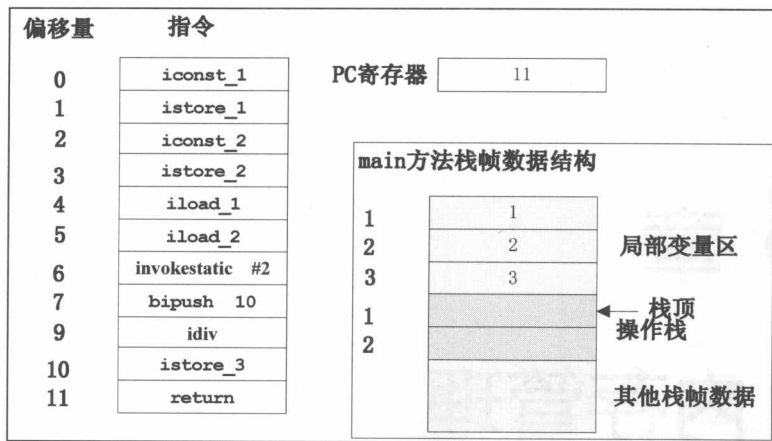 偏移量 指令
0 iconst_1
1 istore_1
2 iconst_2
3 istore_2
4 iload_1
5 iload_2
6 invokestatic #2
7 bipush 10
9 idiv
10 istore_3
11 return
PC寄存器 11
main方法栈帧数据结构
1 1
2 2 局部变量区
3 3
1 栈顶
操作栈
2
其他栈帧数据